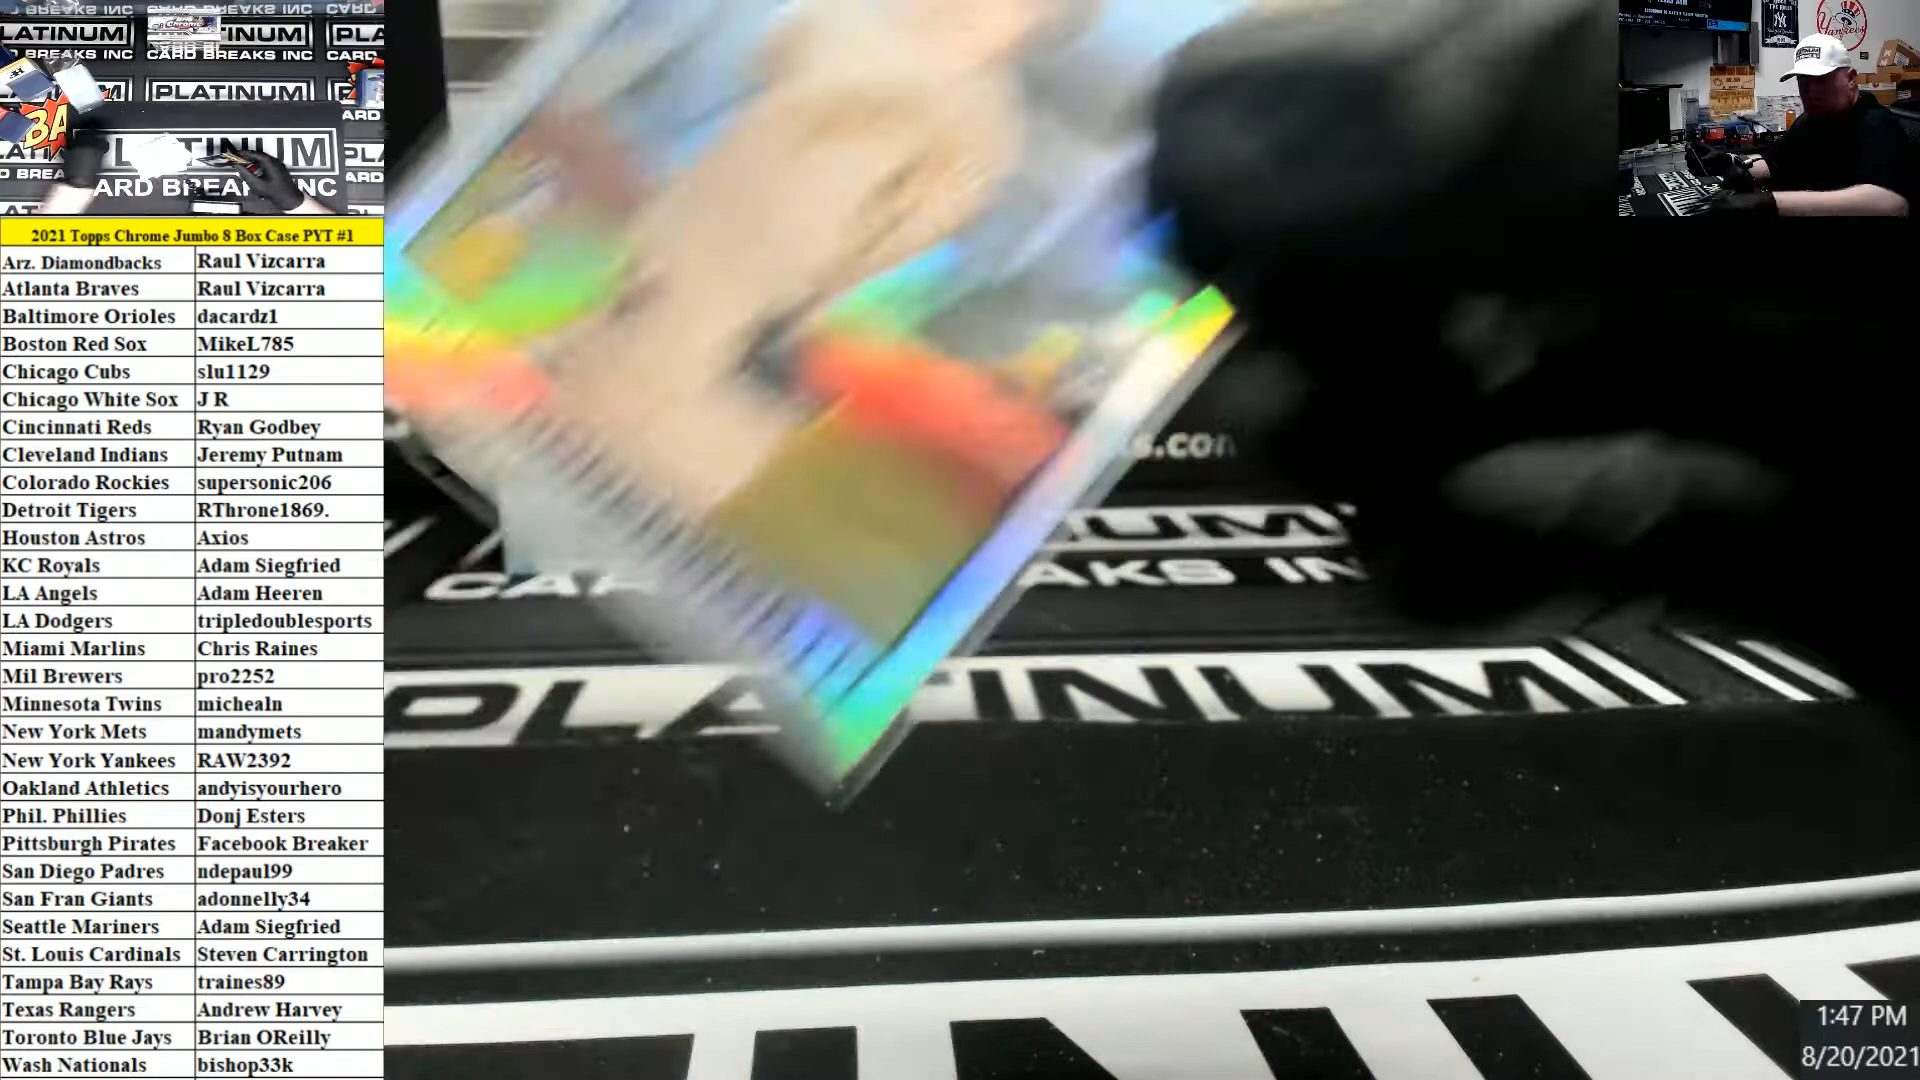 PLATINUM
CARD BREAKS INC
2021 Topps Chrome Jumbo 8 Box Case PYT #1
Arz. Diamondbacks Raul Vizcarra
Atlanta Braves Raul Vizcarra
Baltimore Orioles dacardz1
Boston Red Sox MikeL785
Chicago Cubs slu1129
Chicago White Sox J R
Cincinnati Reds Ryan Godbey
Cleveland Indians Jeremy Putnam
Colorado Rockies supersonic206
Detroit Tigers RThrone1869.
Houston Astros Axios
KC Royals Adam Siegfried
LA Angels Adam Heeren
LA Dodgers tripledoublesports
Miami Marlins Chris Raines
Mil Brewers pro2252
Minnesota Twins michealn
New York Mets mandymets
New York Yankees RAW2392
Oakland Athletics andyisyourhero
Phil. Phillies Donj Esters
Pittsburgh Pirates Facebook Breaker
San Diego Padres ndepaul99
San Fran Giants adonnelly34
Seattle Mariners Adam Siegfried
St. Louis Cardinals Steven Carrington
Tampa Bay Rays traines89
Texas Rangers Andrew Harvey
Toronto Blue Jays Brian OReilly
Wash Nationals bishop33k
PLATINUM
Yankees
1:47 PM
8/20/2021